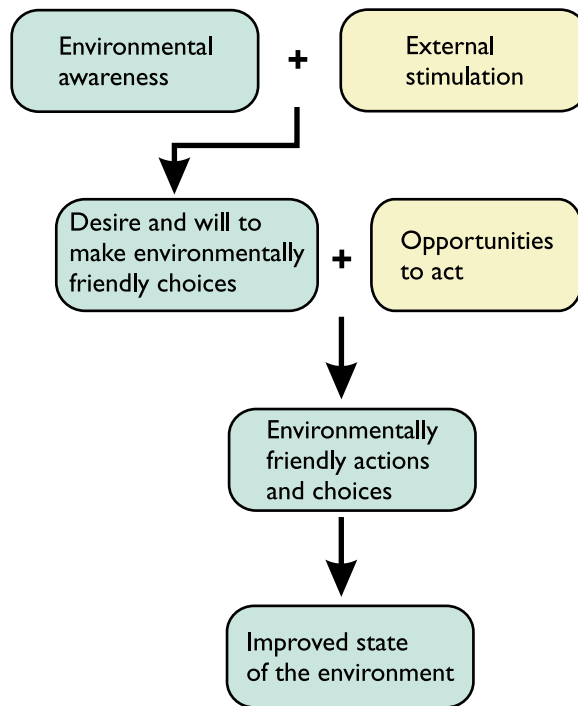 Environmental
awareness
+
External
stimulation
Desire and will to
make environmentally
friendly choices
+
Opportunities
to act
Environmentally
friendly actions
and choices
Improved state
of the environment